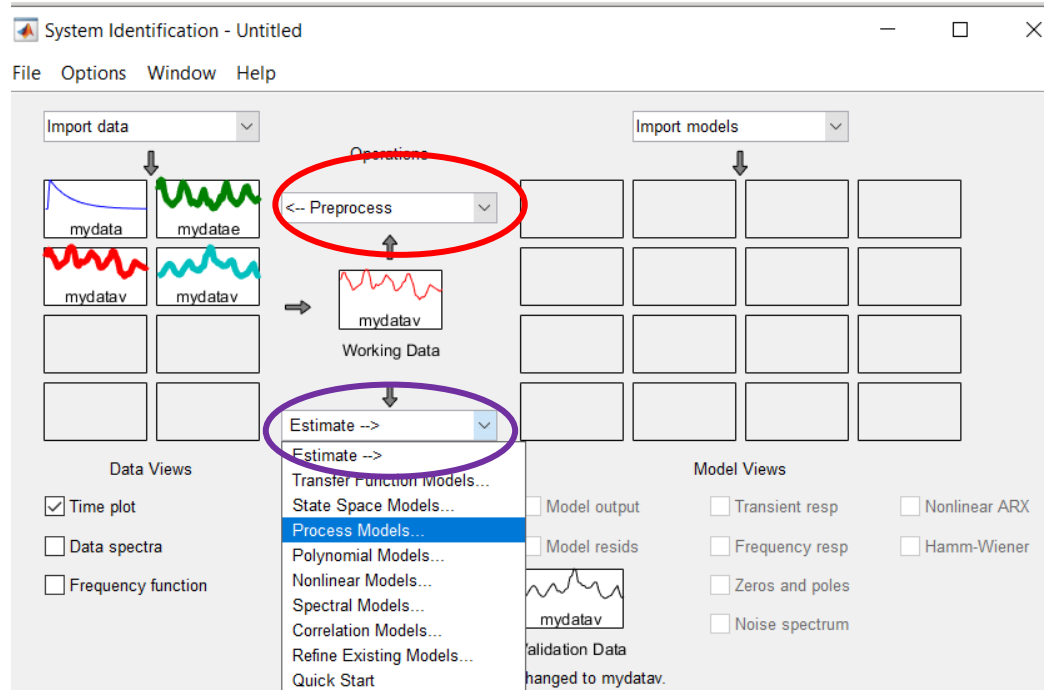 System Identification - Untitled
File Options Window Help
Import data
Import models
Operations
<-- Preprocess
mydata
mydatae
mydatav
mydatav
mydatav
Working Data
Estimate -->
Estimate -->
Transfer Function Models...
State Space Models...
Process Models...
Polynomial Models...
Nonlinear Models...
Spectral Models...
Correlation Models...
Refine Existing Models...
Quick Start
Data Views
Time plot
Data spectra
Frequency function
Model Views
Model output
Transient resp
Nonlinear ARX
Model resids
Frequency resp
Hamm-Wiener
Zeros and poles
Noise spectrum
mydatav
alidation Data
hanged to mydatav.